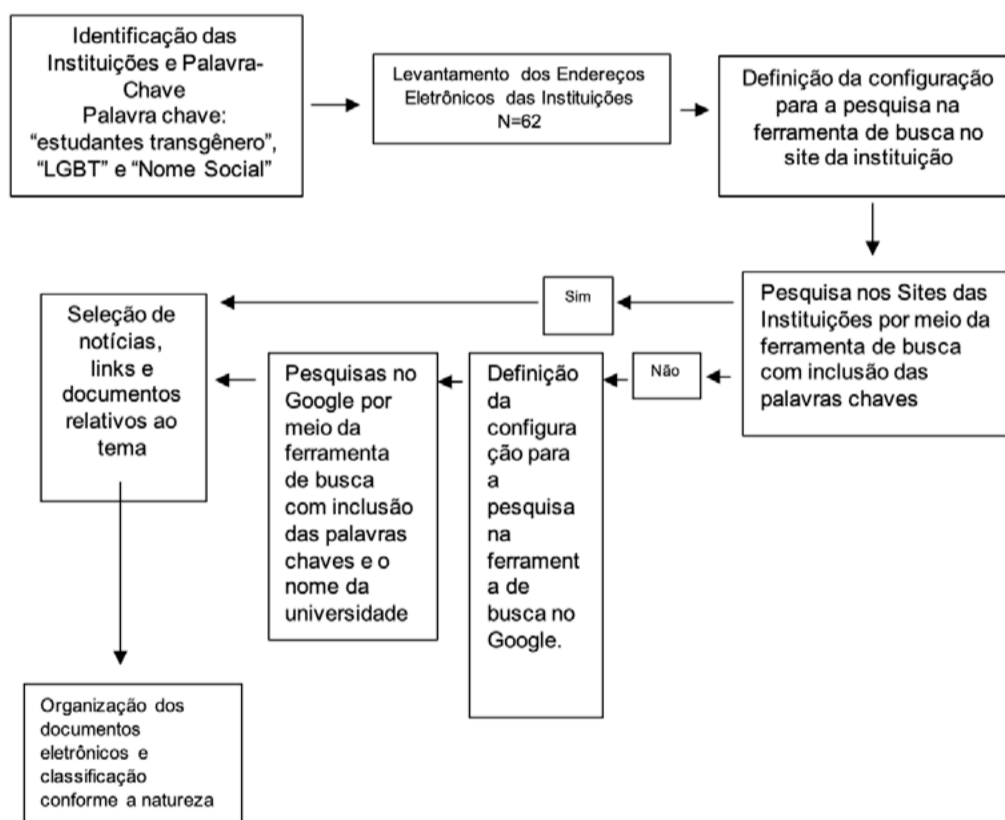 Identificação das
Instituições e Palavra-
Chave
Palavra chave:
“estudantes transgênero”,
“LGBT” e “Nome Social”
Levantamento dos Endereços
Eletrônicos das Instituições
N=62
Definição da configuração
para a pesquisa na
ferramenta de busca no
site da instituição
Pesquisa nos Sites das
Instituições por meio da
ferramenta de busca
com inclusão das
palavras chaves
Sim
Não
Definição
da
configura
ção para
a
pesquisa
na
ferrament
a de
busca no
Google.
Pesquisas no
Google por
meio da
ferramenta
de busca
com inclusão
das palavras
chaves e o
nome da
universidade
Seleção de
notícias,
links e
documentos
relativos ao
tema
Organização dos
documentos
eletrônicos e
classificação
conforme a natureza